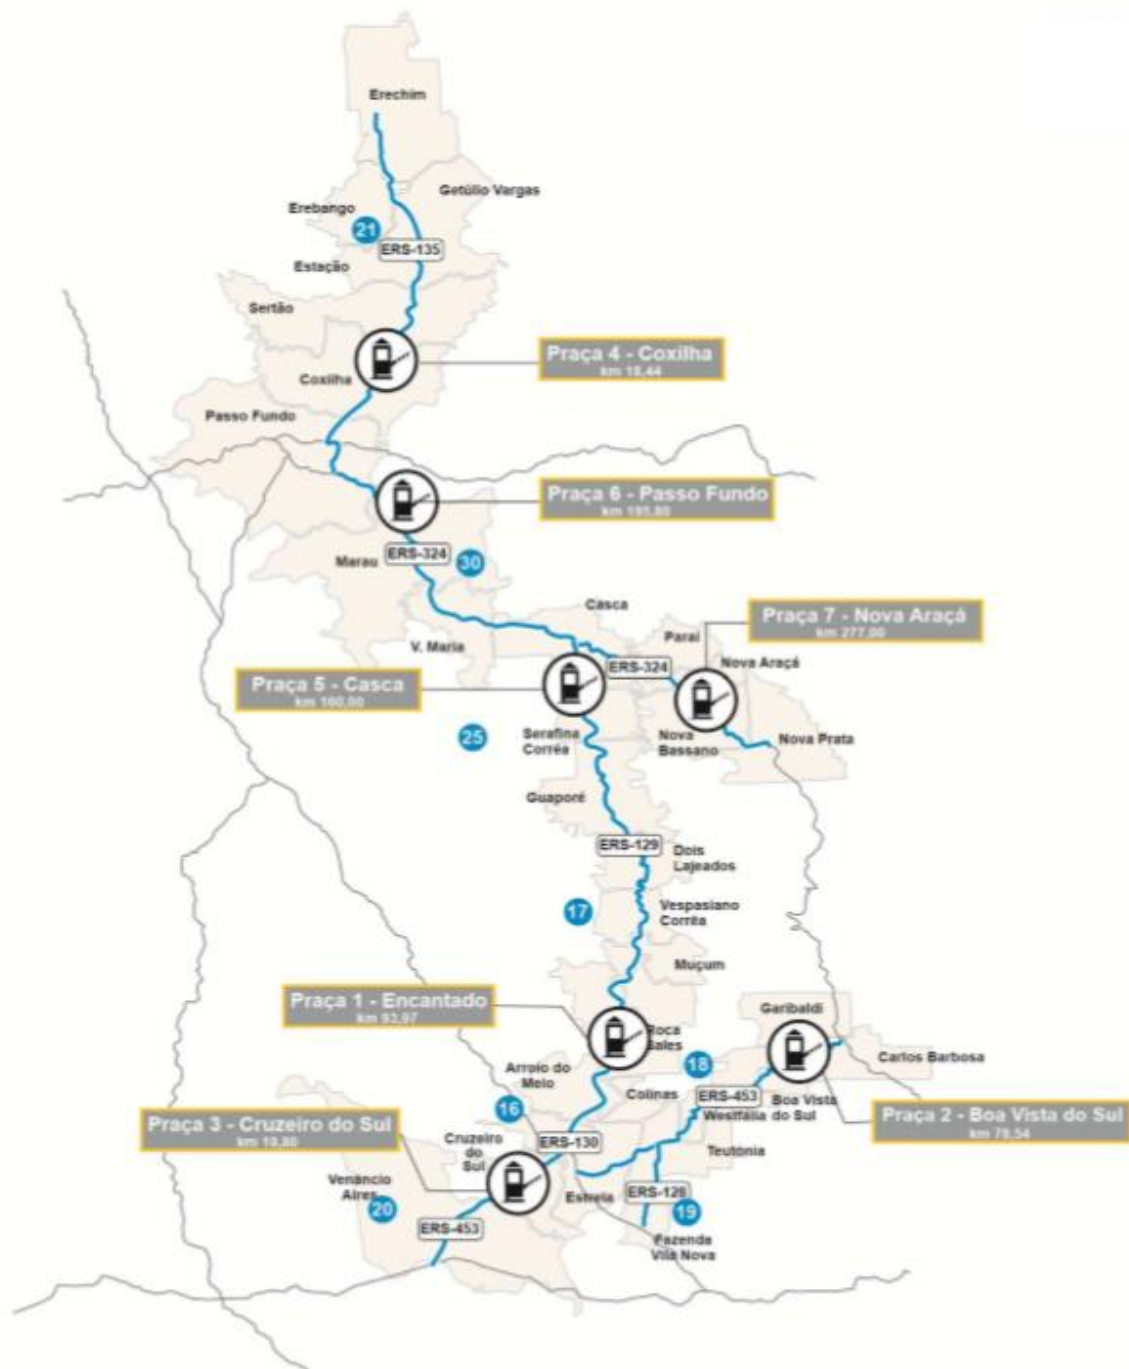 Erechim
Getúlio Vargas
Erebango
21
ERS-135
Estação
Sertão
Praça 4 - Coxilha
km 18,44
Coxilha
Passo Fundo
Praça 6 - Passo Fundo
km 195,80
ERS-324
Marau
30
Casca
Praça 7 - Nova Araçá
km 277,00
Paraí
V. Maria
ERS-324
Nova Araçá
Praça 5 - Casca
km 160,00
25
Serafina
Corrêa
Nova
Bassano
Nova Prata
Guaporé
ERS-129
Dois
Lajeados
17
Vespasiano
Corrêa
Muçum
Praça 1 - Encantado
km 93,97
Garibaldi
Roca
Sales
Carlos Barbosa
Arroio do
Meio
18
Colinas
ERS-453
Boa Vista
do Sul
Westfália
16
Praça 3 - Cruzeiro do Sul
km 19,80
Praça 2 - Boa Vista do Sul
km 78,54
Cruzeiro
do
Sul
ERS-130
Teutônia
Venâncio
Aires
20
Estrela
ERS-128
19
ERS-453
Fazenda
Vila Nova